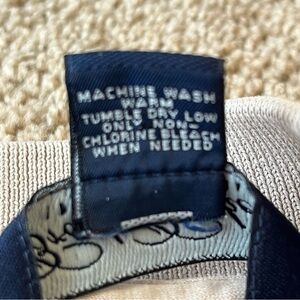 MACHINE WASH
WARM
TUMBLE DRY LOW
ONLY NON-
CHLORINE BLEACH
WHEN NEEDED